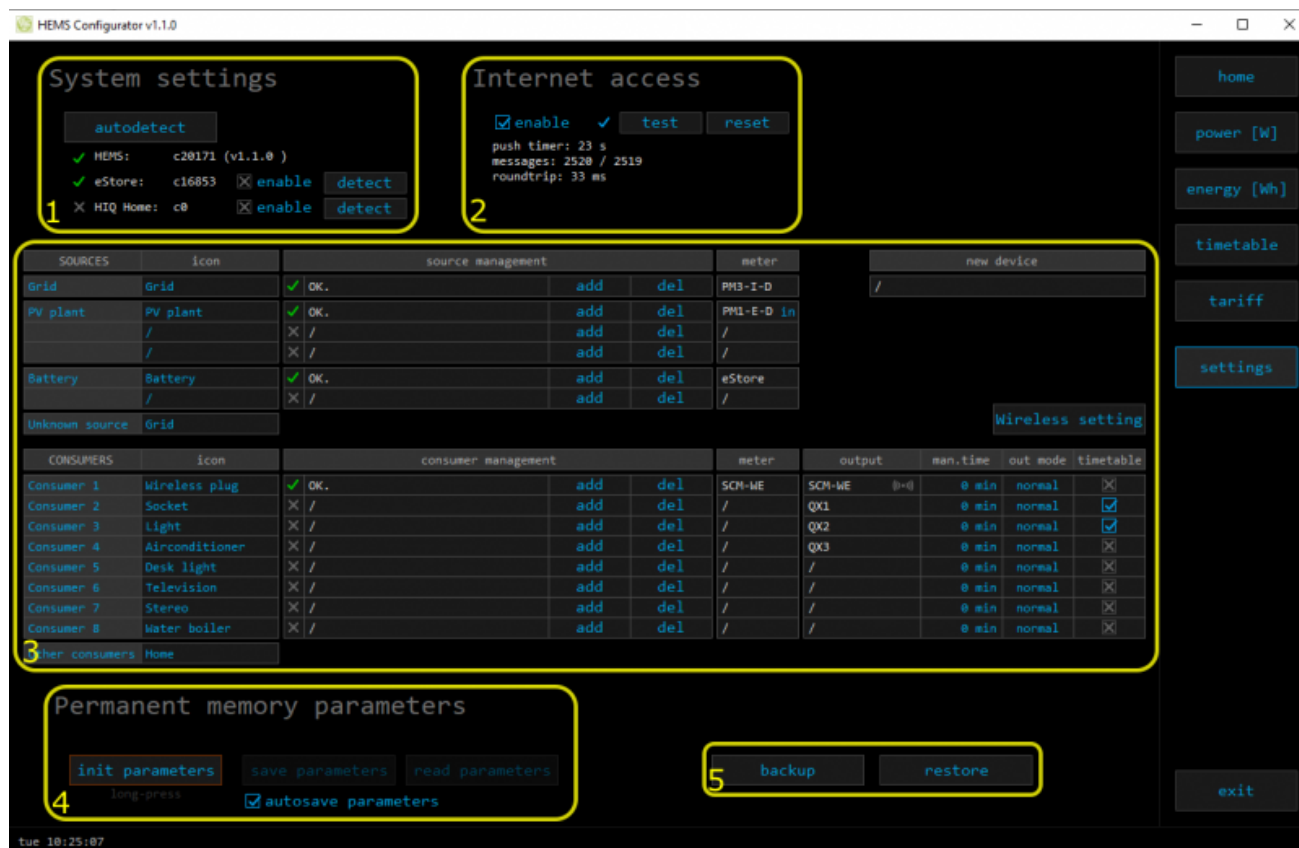 HEMS Configurator v1.1.0
System settings
autodetect
HEMS: c20171 (v1.1.0 )
eStore: c16853 enable detect
HIQ Home: c0 enable detect
1
Internet access
enable test reset
push timer: 23 s
messages: 2520 / 2519
roundtrip: 33 ms
2
home
power [W]
energy [Wh]
timetable
tariff
settings
exit
SOURCES icon source management meter new device
Grid Grid OK. add del PM3-I-D /
PV plant PV plant OK. add del PM1-E-D in
/ / add del /
/ / add del /
Battery Battery OK. add del eStore
/ / add del /
Unknown source Grid
Wireless setting
CONSUMERS icon consumer management meter output man.time out mode timetable
Consumer 1 Wireless plug OK. add del SCM-WE SCM-WE 0 min normal
Consumer 2 Socket / add del / QX1 0 min normal
Consumer 3 Light / add del / QX2 0 min normal
Consumer 4 Airconditioner / add del / QX3 0 min normal
Consumer 5 Desk light / add del / / 0 min normal
Consumer 6 Television / add del / / 0 min normal
Consumer 7 Stereo / add del / / 0 min normal
Consumer 8 Water boiler / add del / / 0 min normal
3
Other consumers Home
Permanent memory parameters
init parameters save parameters read parameters
long-press
autosave parameters
4
5
backup restore
tue 10:25:07